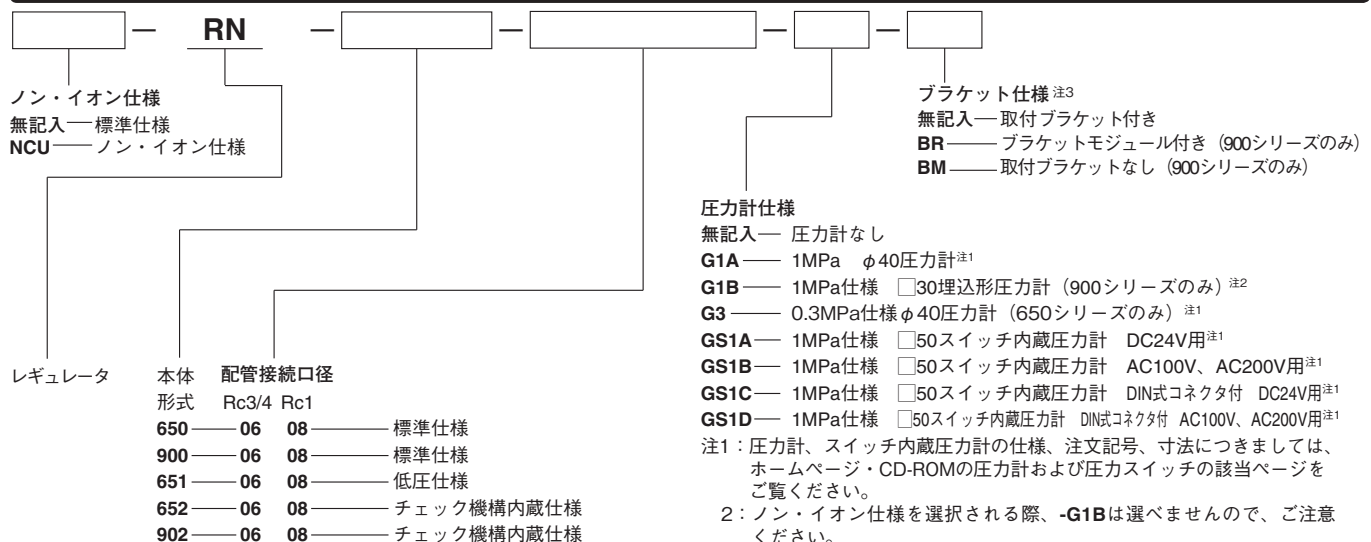 RN
ノン・イオン仕様
無記入 標準仕様
NCU ノン・イオン仕様
ブラケット仕様 注3
無記入 取付ブラケット付き
BR ブラケットモジュール付き（900シリーズのみ）
BM 取付ブラケットなし（900シリーズのみ）
圧力計仕様
無記入 圧力計なし
G1A 1MPa φ40圧力計注1
G1B 1MPa仕様 □30埋込形圧力計（900シリーズのみ）注2
G3 0.3MPa仕様φ40圧力計（650シリーズのみ）注1
GS1A 1MPa仕様 □50スイッチ内蔵圧力計 DC24V用注1
GS1B 1MPa仕様 □50スイッチ内蔵圧力計 AC100V、AC200V用注1
GS1C 1MPa仕様 □50スイッチ内蔵圧力計 DIN式コネクタ付 DC24V用注1
GS1D 1MPa仕様 □50スイッチ内蔵圧力計 DIN式コネクタ付 AC100V、AC200V用注1
注1：圧力計、スイッチ内蔵圧力計の仕様、注文記号、寸法につきましては、
ホームページ・CD-ROMの圧力計および圧力スイッチの該当ページを
ご覧ください。
2：ノン・イオン仕様を選択される際、-G1Bは選べませんので、ご注意
ください。
レギュレータ
本体 配管接続口径
形式 Rc3/4 Rc1
650 06 08 標準仕様
900 06 08 標準仕様
651 06 08 低圧仕様
652 06 08 チェック機構内蔵仕様
902 06 08 チェック機構内蔵仕様